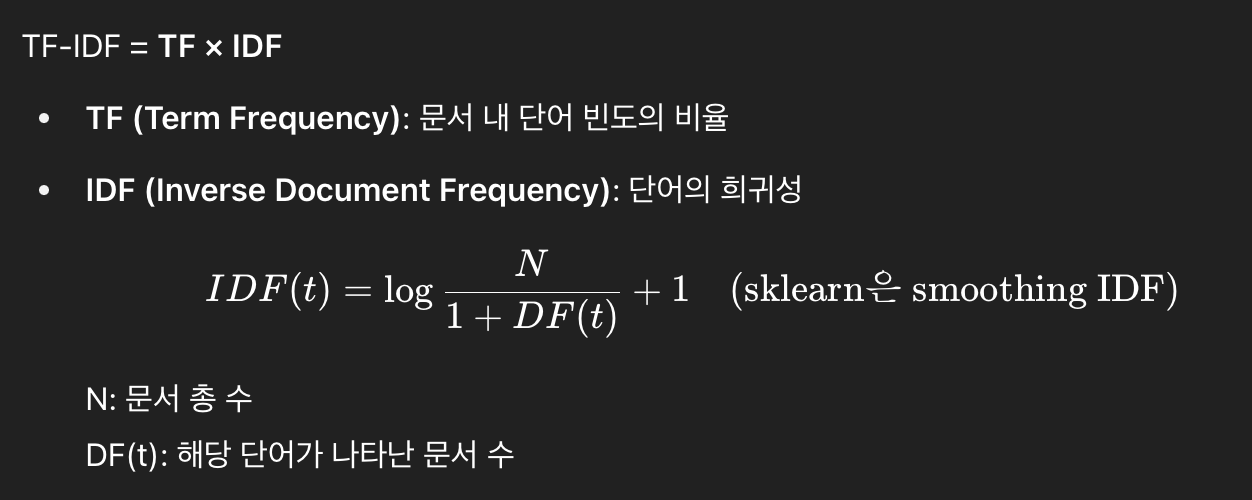 TF-IDF = TF × IDF
• TF (Term Frequency): 문서 내 단어 빈도의 비율
• IDF (Inverse Document Frequency): 단어의 희귀성
IDF(t) = log N / (1 + DF(t)) + 1 (sklearn은 smoothing IDF)
N: 문서 총 수
DF(t): 해당 단어가 나타난 문서 수